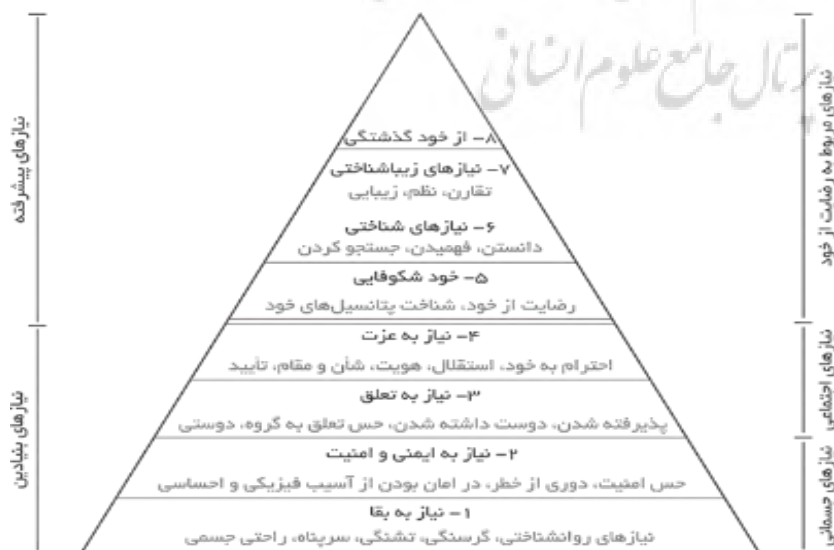 پرتال جامع علوم انسانی
نیازهای پیشرفته
نیازهای بنیادین
۸- از خود گذشتگی
۷- نیازهای زیباشناختی
تقارن، نظم، زیبایی
۶- نیازهای شناختی
دانستن، فهمیدن، جستجو کردن
۵- خود شکوفایی
رضایت از خود، شناخت پتانسیل‌های خود
۴- نیاز به عزت
احترام به خود، استقلال، هویت، شأن و مقام، تأیید
۳- نیاز به تعلق
پذیرفته شدن، دوست داشته شدن، حس تعلق به گروه، دوستی
۲- نیاز به ایمنی و امنیت
حس امنیت، دوری از خطر، در امان بودن از آسیب فیزیکی و احساسی
۱- نیاز به بقا
نیازهای روانشناختی، گرسنگی، تشنگی، سرپناه، راحتی جسمی
نیازهای مربوط به رضایت از خود
نیازهای اجتماعی
نیازهای جسمانی